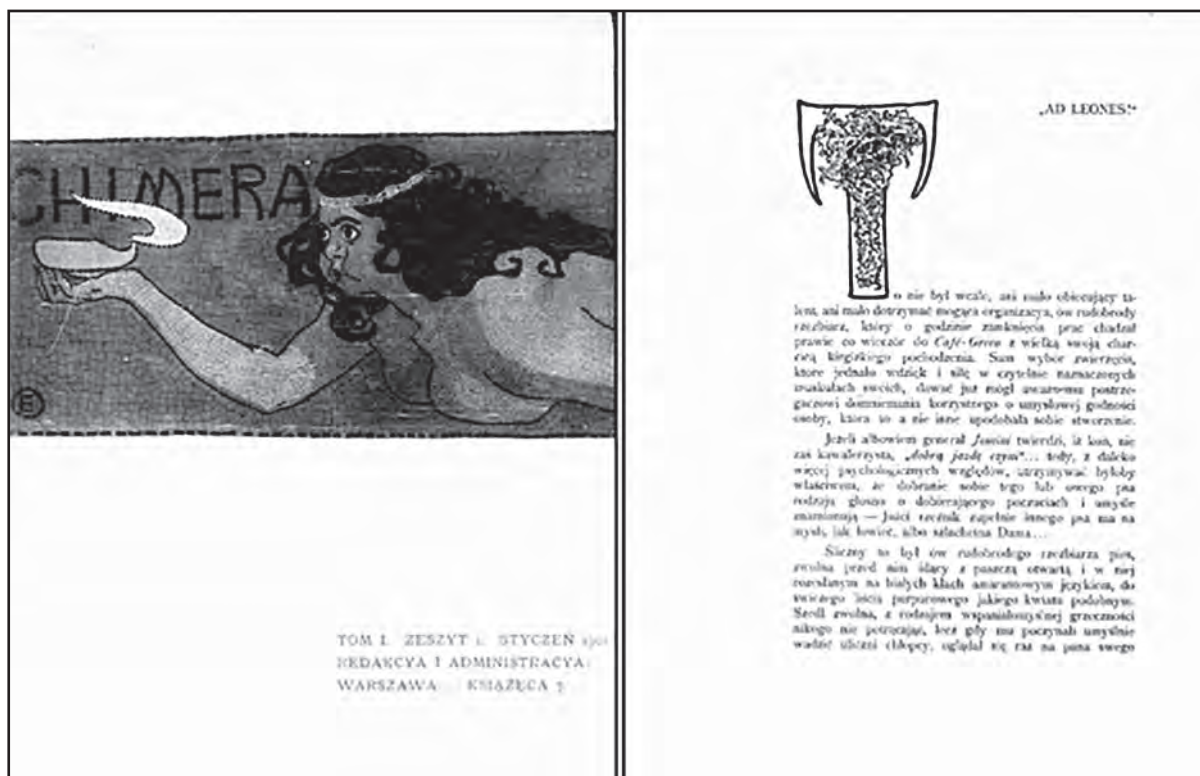 CHIMERA
TOM I. ZESZYT 1. STYCZEŃ 1901
REDAKCYA I ADMINISTRACYA:
WARSZAWA KSIĄŻĘCA 7
„AD LEONES!“
To nie był wcale, ani mało obiecujący ta-
lent, ani mało dotrzymać mogąca organizacya, ów rudobrody
rzeźbiarz, który o godzinie zamknięcia prac chadzał
prawie co wieczór do Café-Greco z wielką swoją char-
cicą kirgizkiego pochodzenia. Sam wybór zwierzęcia,
które jednało wdzięk i siłę w czytelnie naznaczonych
muskułach swoich, dawać już mógł uważnemu postrze-
gaczowi domniemania korzystnego o umysłowej godności
osoby, która to a nie inne upodobała sobie stworzenie.
Jeżeli albowiem generał Jomini twierdzi, iż koń, nie
zaś kawalerzysta, „dobrą jazdę czyni“... tedy, z daleko
więcej psychologicznych względów, utrzymywać byłoby
właściwem, że dobranie sobie tego lub owego psa
rodzaju głosno o dobierającego poczuciach i umyśle
znamionują — Juści rzeźnik zupełnie innego psa ma na
myśli, jak łowiec, albo szlachetna Dama...
Śliczny to był ów rudobrodego rzeźbiarza pies,
zwolna przed nim idący z paszczą otwartą i w niej
rozesłanym na białych kłach amarantowym językiem, do
świeżego liścia purpurowego jakiego kwiatu podobnym.
Szedł zwolna, z rodzajem wspaniałomyślnej grzeczności
nikogo nie potrącając, lecz gdy mu poczynali umyślnie
wadzić uliczni chłopcy, oglądał się raz na pana swego